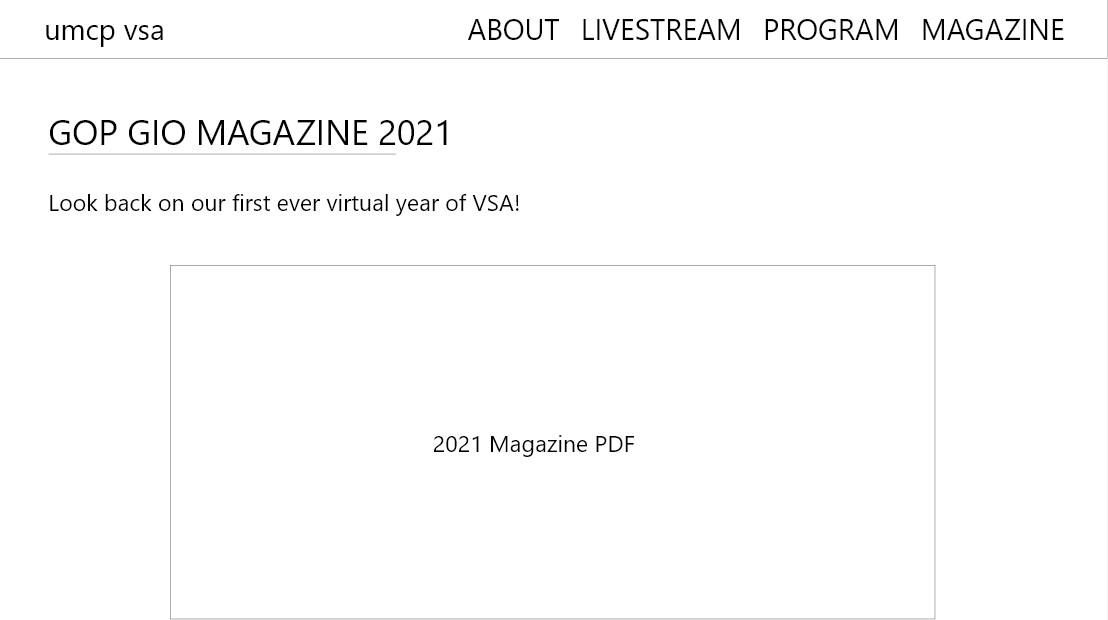 umcp vsa
ABOUT LIVESTREAM PROGRAM MAGAZINE
GOP GIO MAGAZINE 2021
Look back on our first ever virtual year of VSA!
2021 Magazine PDF